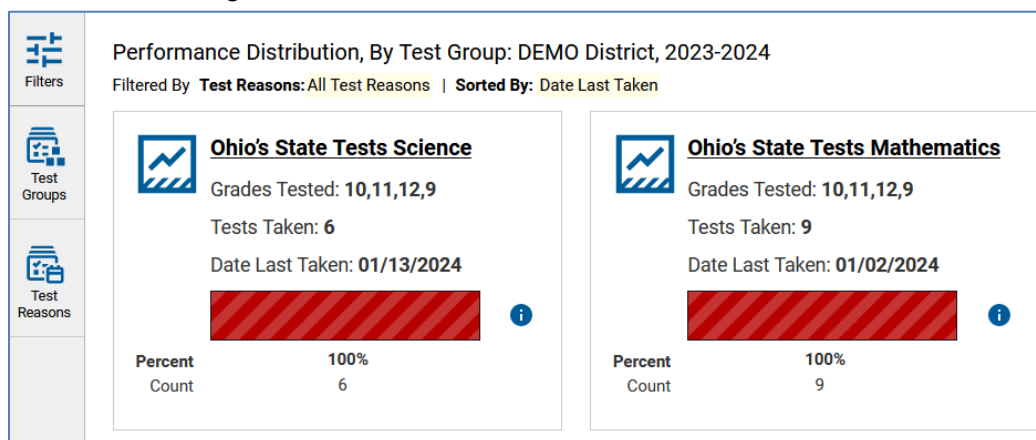 Filters
Test
Groups
Test
Reasons
Performance Distribution, By Test Group: DEMO District, 2023-2024
Filtered By Test Reasons: All Test Reasons | Sorted By: Date Last Taken
Ohio’s State Tests Science
Grades Tested: 10,11,12,9
Tests Taken: 6
Date Last Taken: 01/13/2024
Percent 100%
Count 6
Ohio’s State Tests Mathematics
Grades Tested: 10,11,12,9
Tests Taken: 9
Date Last Taken: 01/02/2024
Percent 100%
Count 9